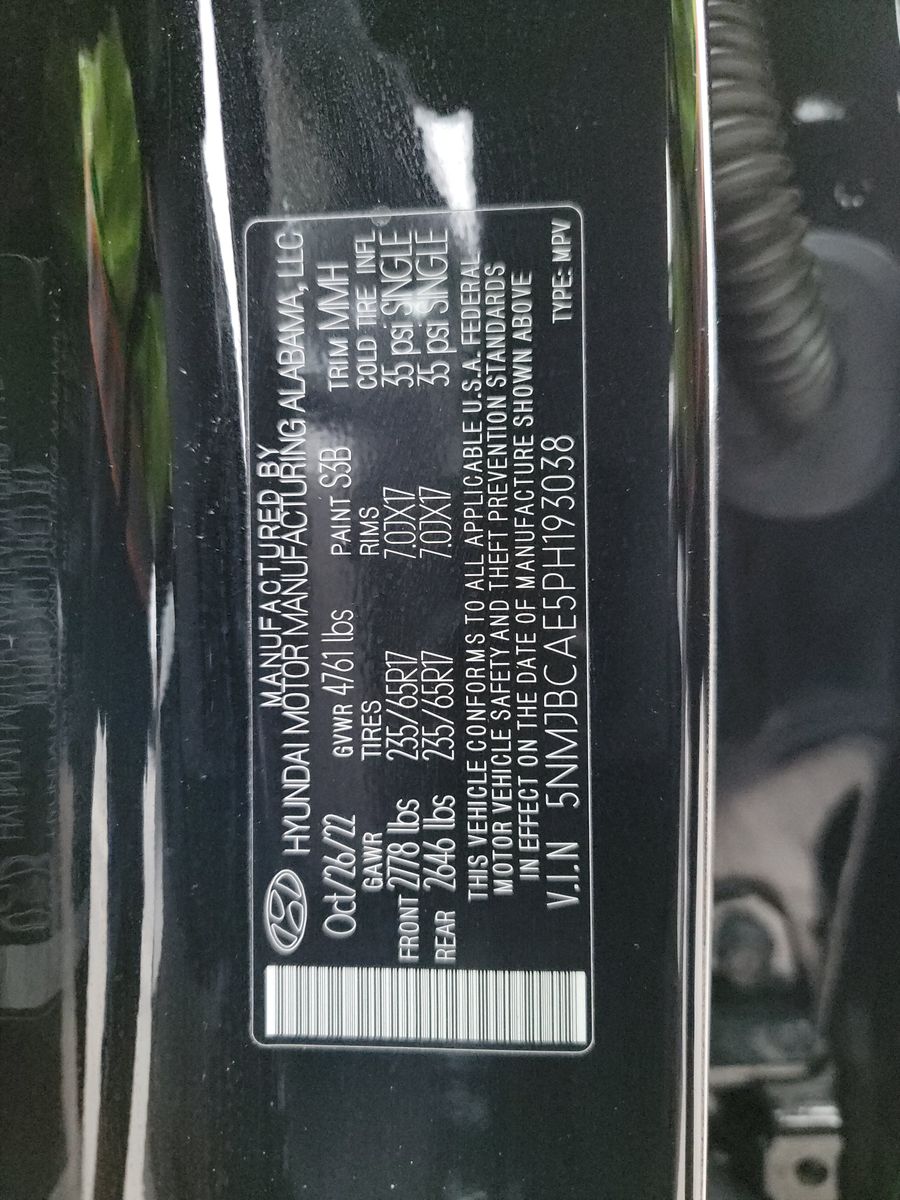 MANUFACTURED BY
HYUNDAI MOTOR MANUFACTURING ALABAMA, LLC
Oct/26/22 GVWR 4761 lbs PAINT S3B TRIM MMH
GAWR TIRES RIMS COLD TIRE INFL
FRONT 2778 lbs 235/65R17 7.0JX17 35 psi SINGLE
REAR 2646 lbs 235/65R17 7.0JX17 35 psi SINGLE
THIS VEHICLE CONFORMS TO ALL APPLICABLE U.S.A. FEDERAL
MOTOR VEHICLE SAFETY AND THEFT PREVENTION STANDARDS
IN EFFECT ON THE DATE OF MANUFACTURE SHOWN ABOVE
V.I.N 5NMJBCAE5PH193038 TYPE: MPV